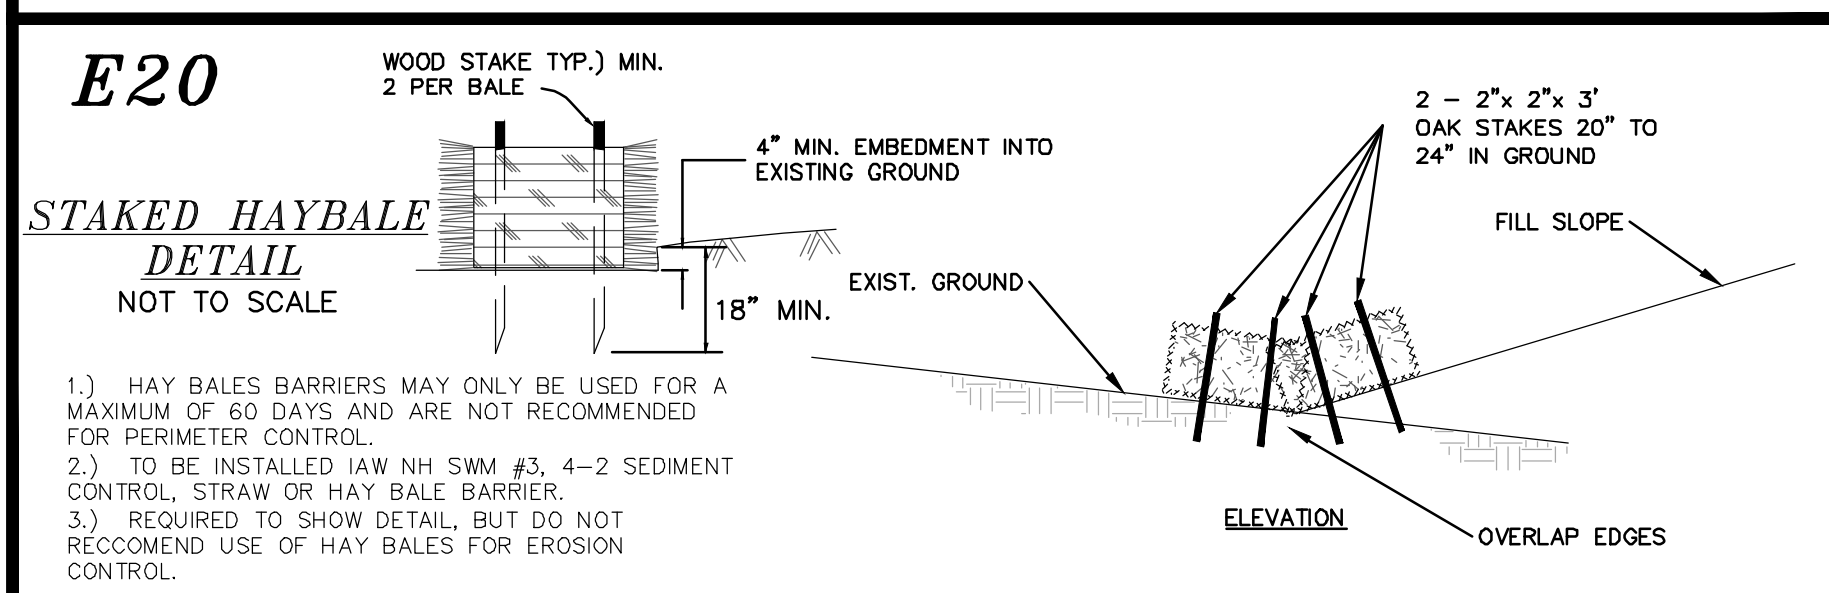 E20
STAKED HAYBALE
DETAIL
NOT TO SCALE
WOOD STAKE TYP.) MIN.
2 PER BALE
4" MIN. EMBEDMENT INTO
EXISTING GROUND
18" MIN.
1.) HAY BALES BARRIERS MAY ONLY BE USED FOR A
MAXIMUM OF 60 DAYS AND ARE NOT RECOMMENDED
FOR PERIMETER CONTROL.
2.) TO BE INSTALLED IAW NH SWM #3, 4-2 SEDIMENT
CONTROL, STRAW OR HAY BALE BARRIER.
3.) REQUIRED TO SHOW DETAIL, BUT DO NOT
RECCOMEND USE OF HAY BALES FOR EROSION
CONTROL.
2 - 2"x 2"x 3'
OAK STAKES 20" TO
24" IN GROUND
FILL SLOPE
EXIST. GROUND
ELEVATION
OVERLAP EDGES